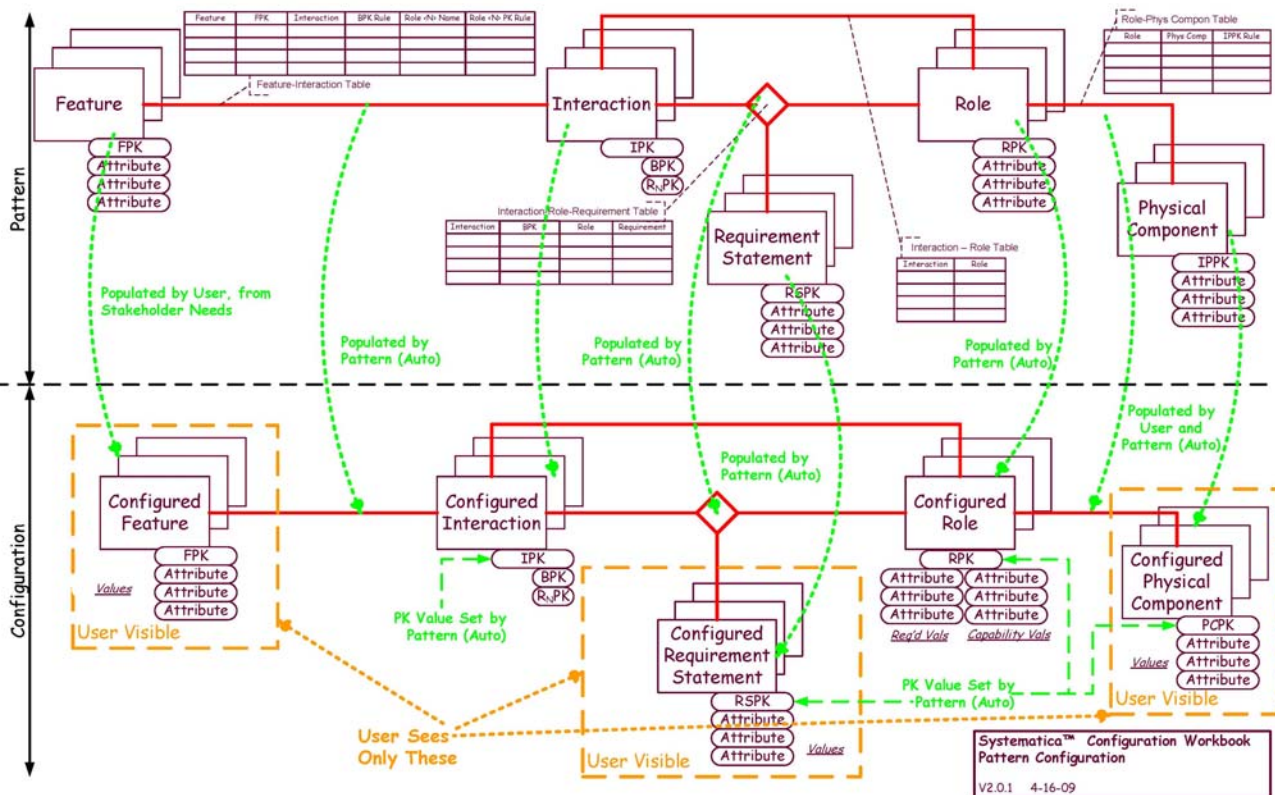 Pattern
Feature FPK Interaction BPK Rule Role <N> Name Role <N> PK Rule
Feature-Interaction Table
Role-Phys Compon Table
Role Phys Comp IPPK Rule
Feature
FPK
Attribute
Attribute
Attribute
Interaction
IPK
BPK
RNPK
Role
RPK
Attribute
Attribute
Attribute
Physical
Component
IPPK
Attribute
Attribute
Attribute
Interaction-Role-Requirement Table
Interaction BPK Role Requirement
Requirement
Statement
RSPK
Attribute
Attribute
Attribute
Interaction – Role Table
Interaction Role
Populated by User, from
Stakeholder Needs
Populated by
Pattern (Auto)
Populated by
Pattern (Auto)
Populated by
Pattern (Auto)
Configuration
Populated by
Pattern (Auto)
Populated by
User and
Pattern (Auto)
Configured
Feature
FPK
Attribute
Attribute
Attribute
Values
User Visible
Configured
Interaction
IPK
BPK
RNPK
PK Value Set by
Pattern (Auto)
Configured
Requirement
Statement
RSPK
Attribute
Attribute
Attribute
Values
User Visible
Configured
Role
RPK
Attribute Attribute
Attribute Attribute
Attribute Attribute
Req'd Vals Capability Vals
PK Value Set by
Pattern (Auto)
Configured
Physical
Component
PCPK
Attribute
Attribute
Attribute
Values
User Visible
User Sees
Only These
Systematica™ Configuration Workbook
Pattern Configuration
V2.0.1 4-16-09